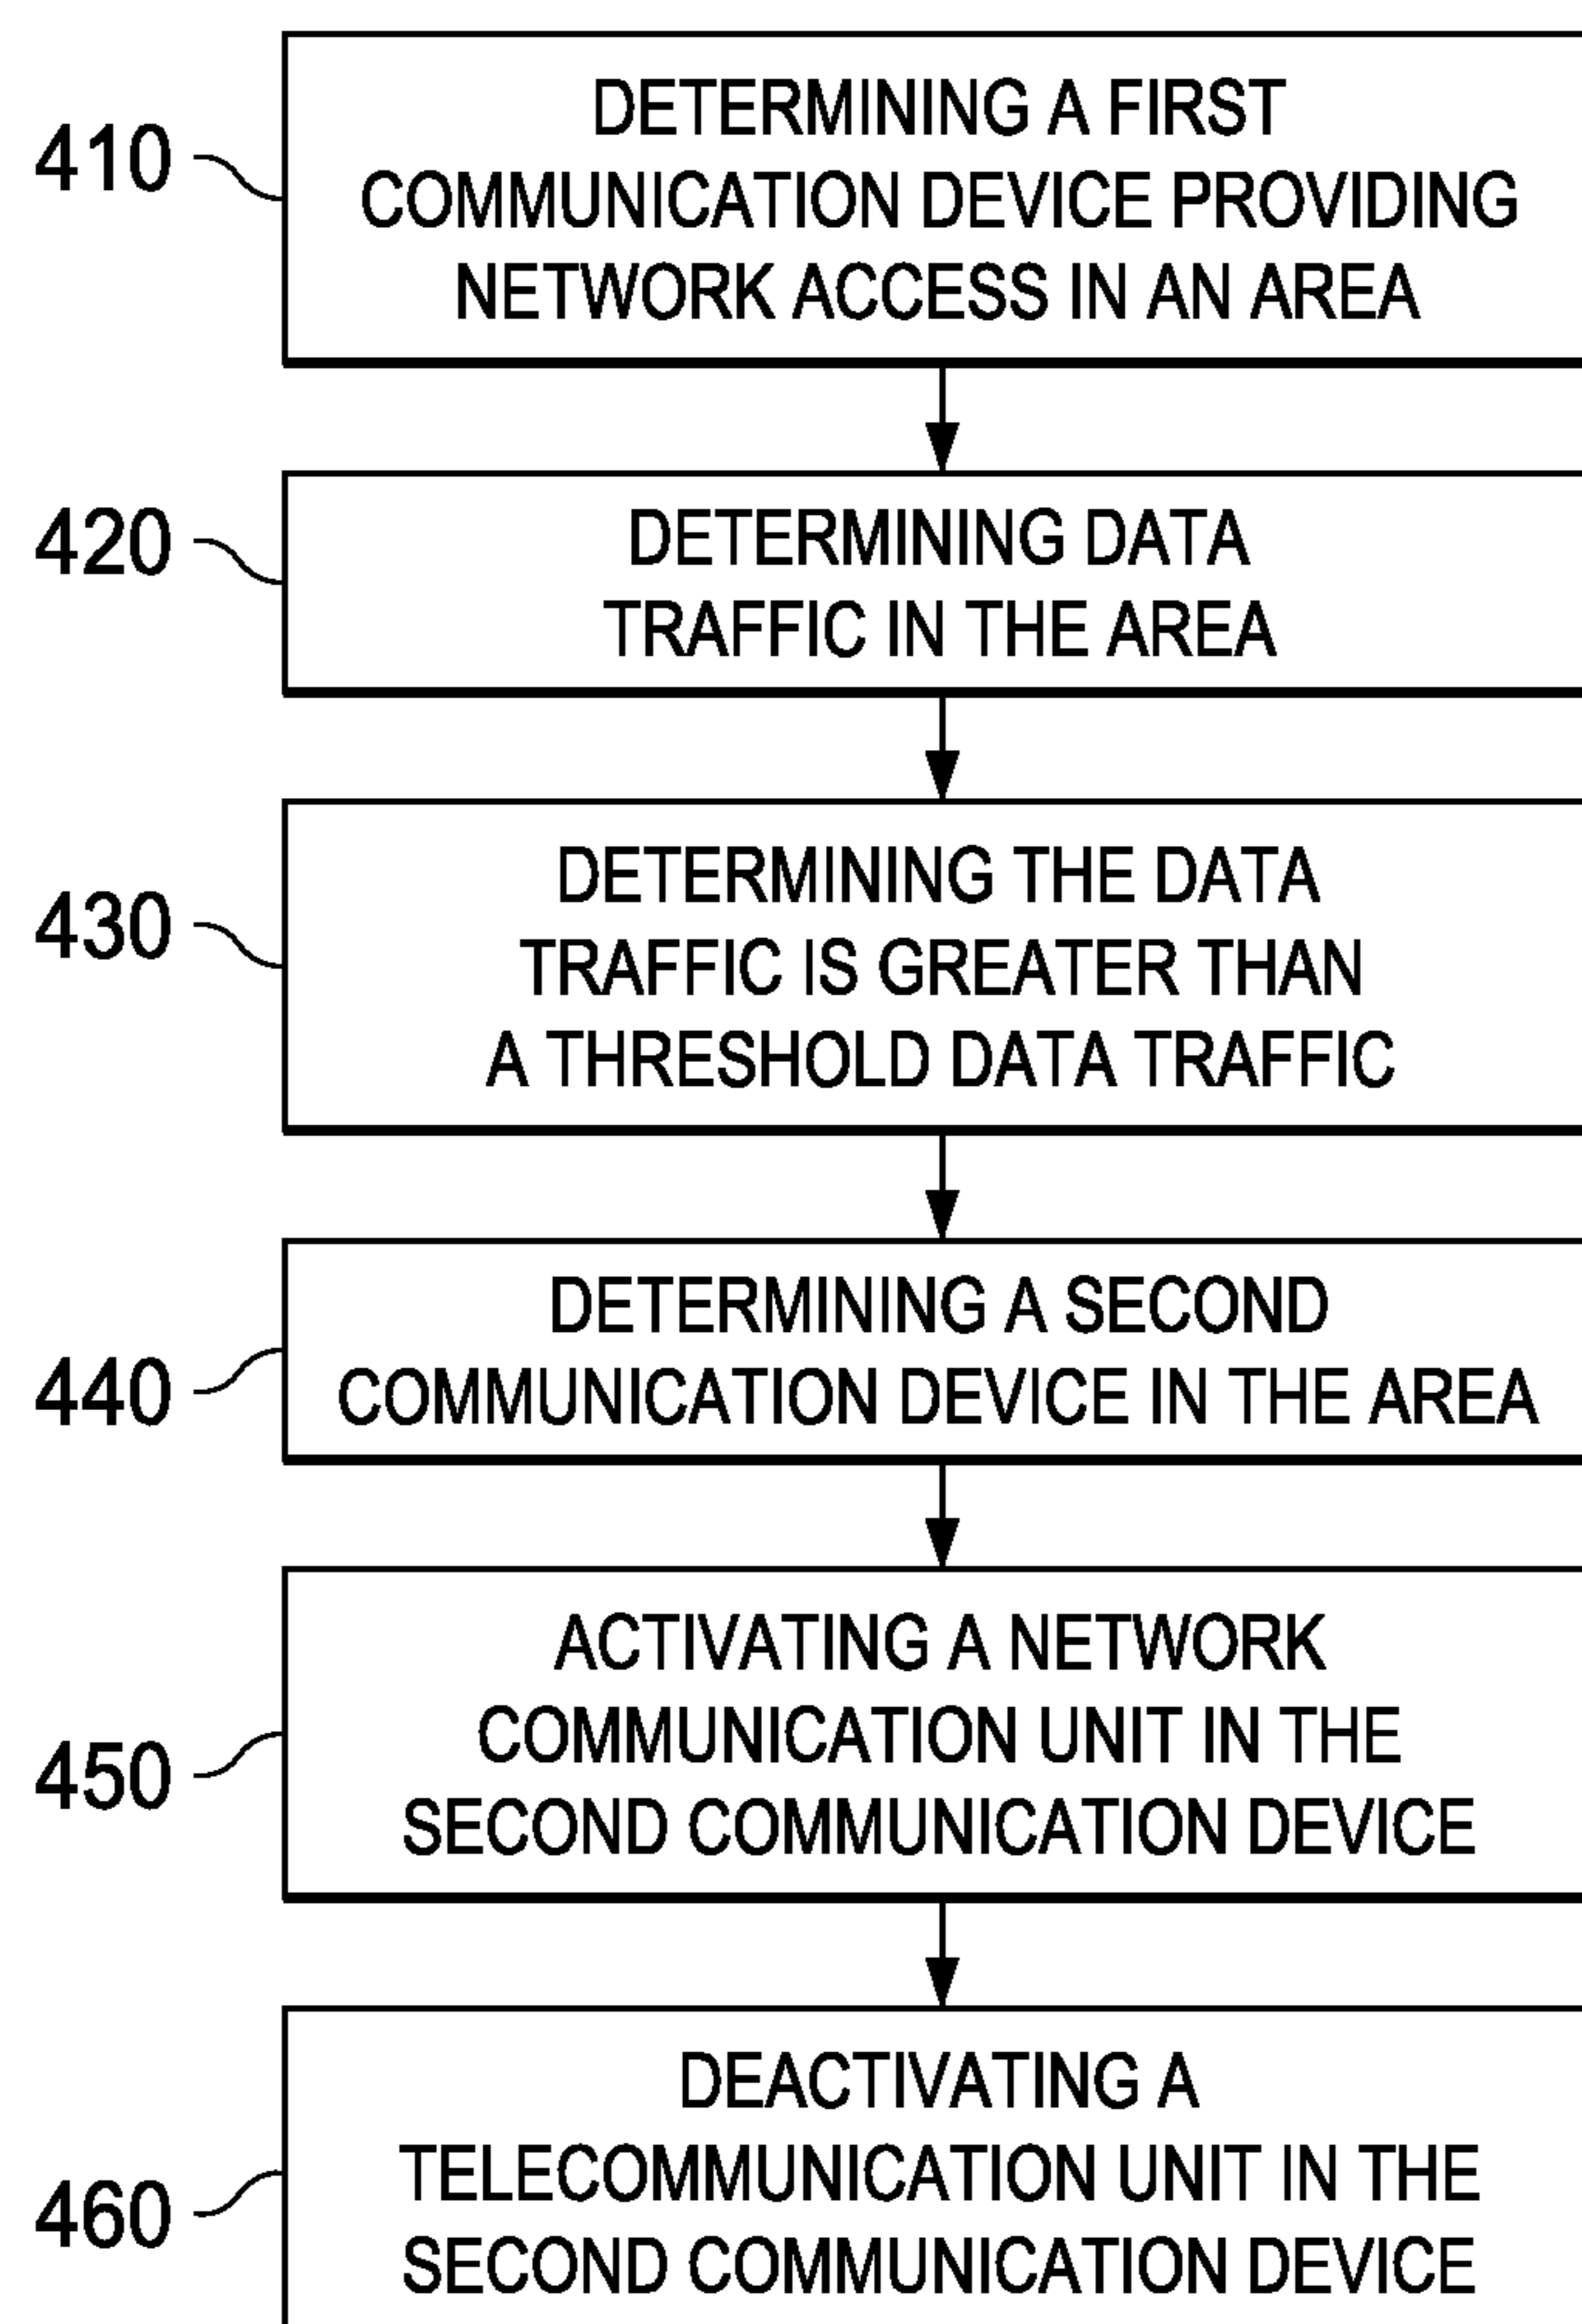 410
DETERMINING A FIRST
COMMUNICATION DEVICE PROVIDING
NETWORK ACCESS IN AN AREA
420
DETERMINING DATA
TRAFFIC IN THE AREA
430
DETERMINING THE DATA
TRAFFIC IS GREATER THAN
A THRESHOLD DATA TRAFFIC
440
DETERMINING A SECOND
COMMUNICATION DEVICE IN THE AREA
450
ACTIVATING A NETWORK
COMMUNICATION UNIT IN THE
SECOND COMMUNICATION DEVICE
460
DEACTIVATING A
TELECOMMUNICATION UNIT IN THE
SECOND COMMUNICATION DEVICE